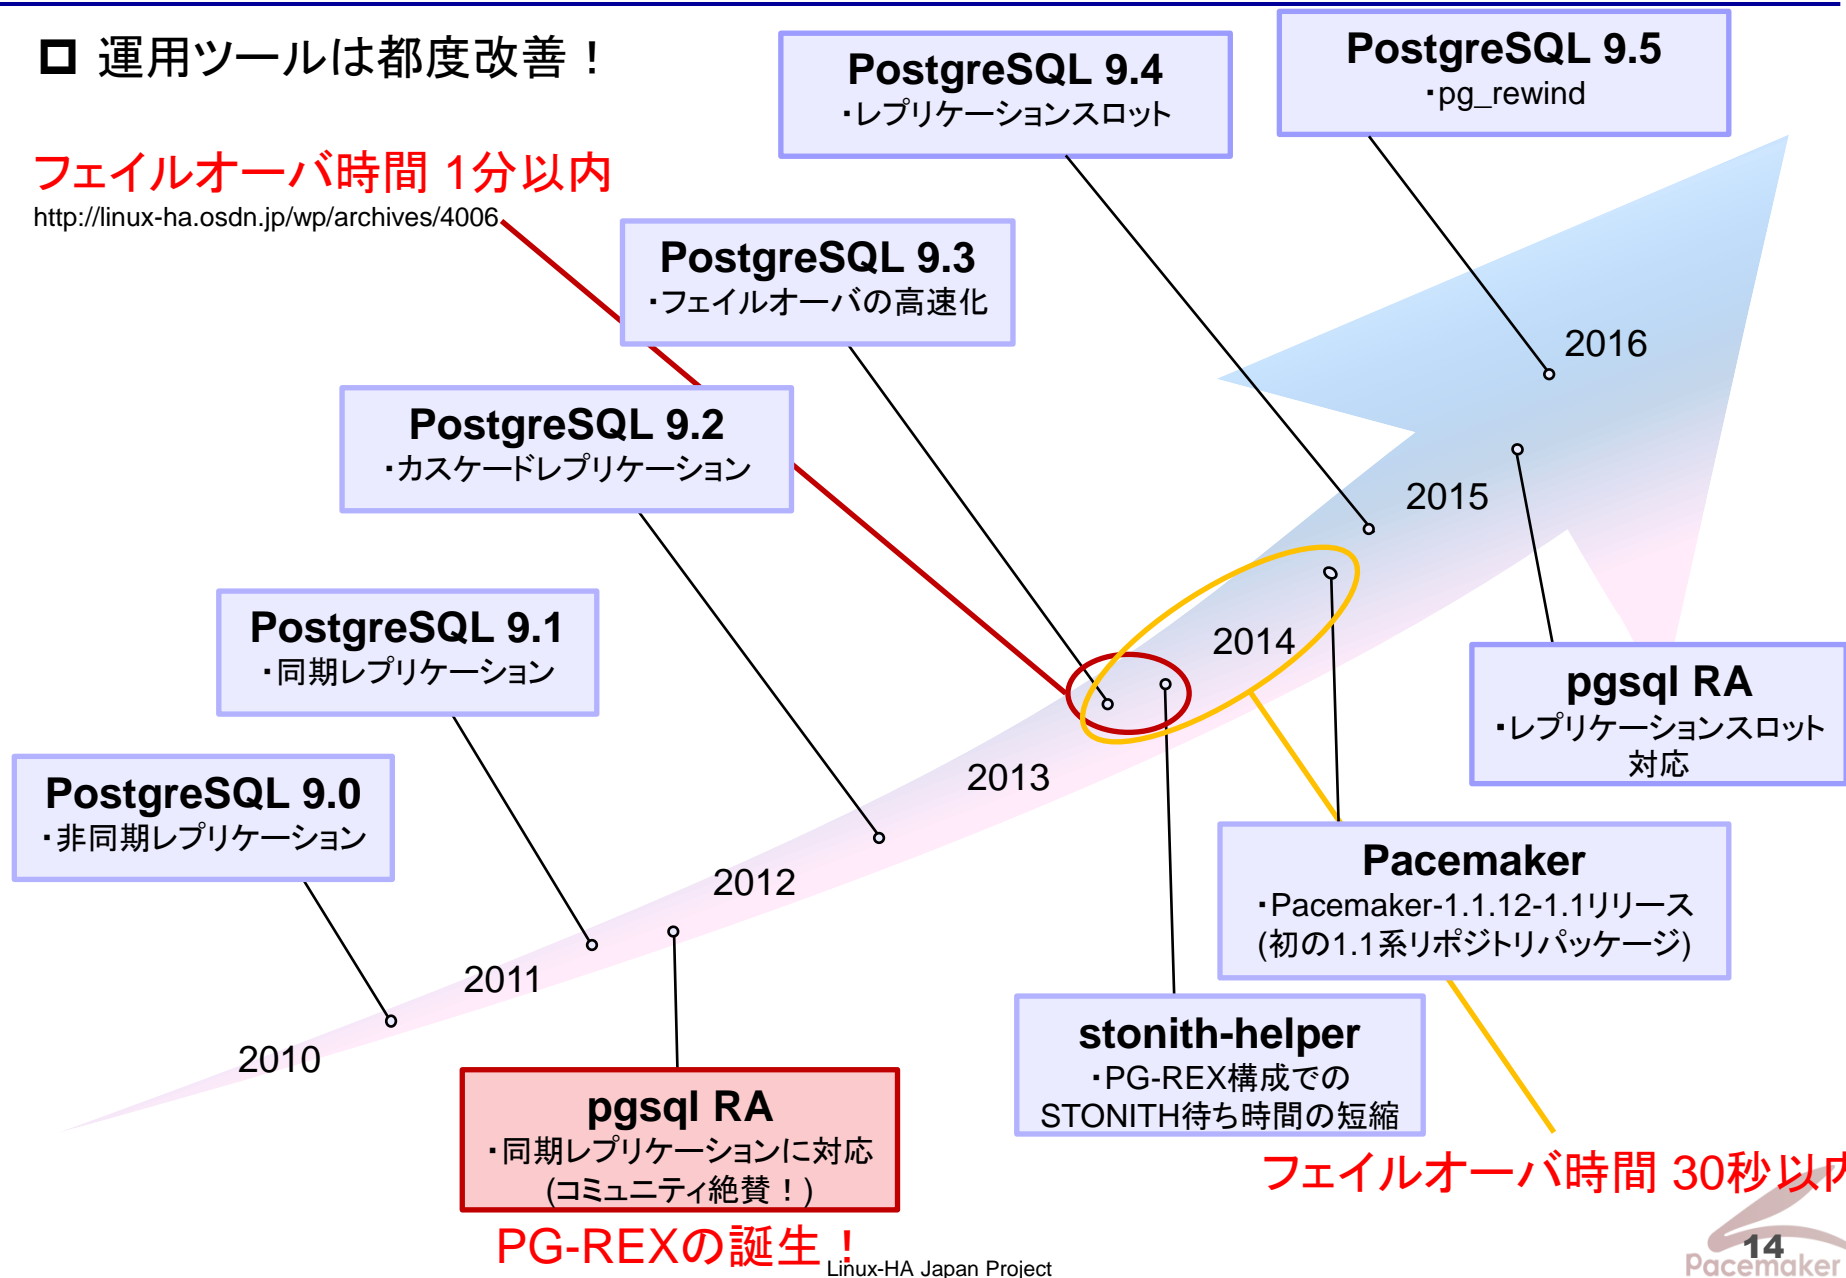 運用ツールは都度改善！
フェイルオーバ時間 1分以内
http://linux-ha.osdn.jp/wp/archives/4006
PostgreSQL 9.5
・pg_rewind
PostgreSQL 9.4
・レプリケーションスロット
PostgreSQL 9.3
・フェイルオーバの高速化
PostgreSQL 9.2
・カスケードレプリケーション
PostgreSQL 9.1
・同期レプリケーション
PostgreSQL 9.0
・非同期レプリケーション
2010
2011
2012
2013
2014
2015
2016
pgsql RA
・同期レプリケーションに対応
(コミュニティ絶賛！)
PG-REXの誕生！
stonith-helper
・PG-REX構成での
STONITH待ち時間の短縮
Pacemaker
・Pacemaker-1.1.12-1.1リリース
(初の1.1系リポジトリパッケージ)
pgsql RA
・レプリケーションスロット
対応
フェイルオーバ時間 30秒以内
Linux-HA Japan Project
14
Pacemaker